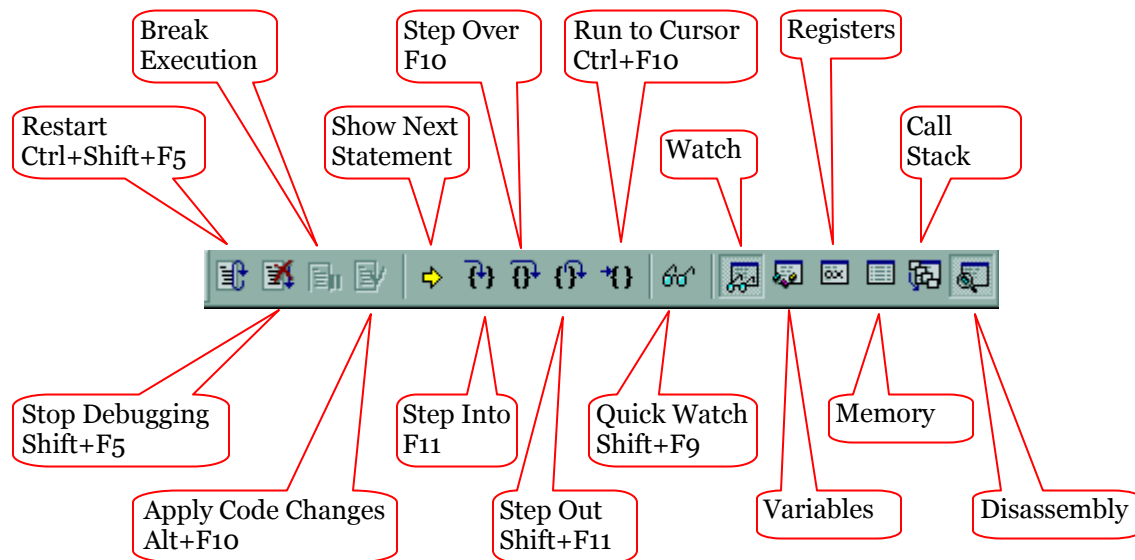 Break
Execution
Step Over
F10
Run to Cursor
Ctrl+F10
Registers
Restart
Ctrl+Shift+F5
Show Next
Statement
Watch
Call
Stack
Stop Debugging
Shift+F5
Step Into
F11
Quick Watch
Shift+F9
Memory
Apply Code Changes
Alt+F10
Step Out
Shift+F11
Variables
Disassembly